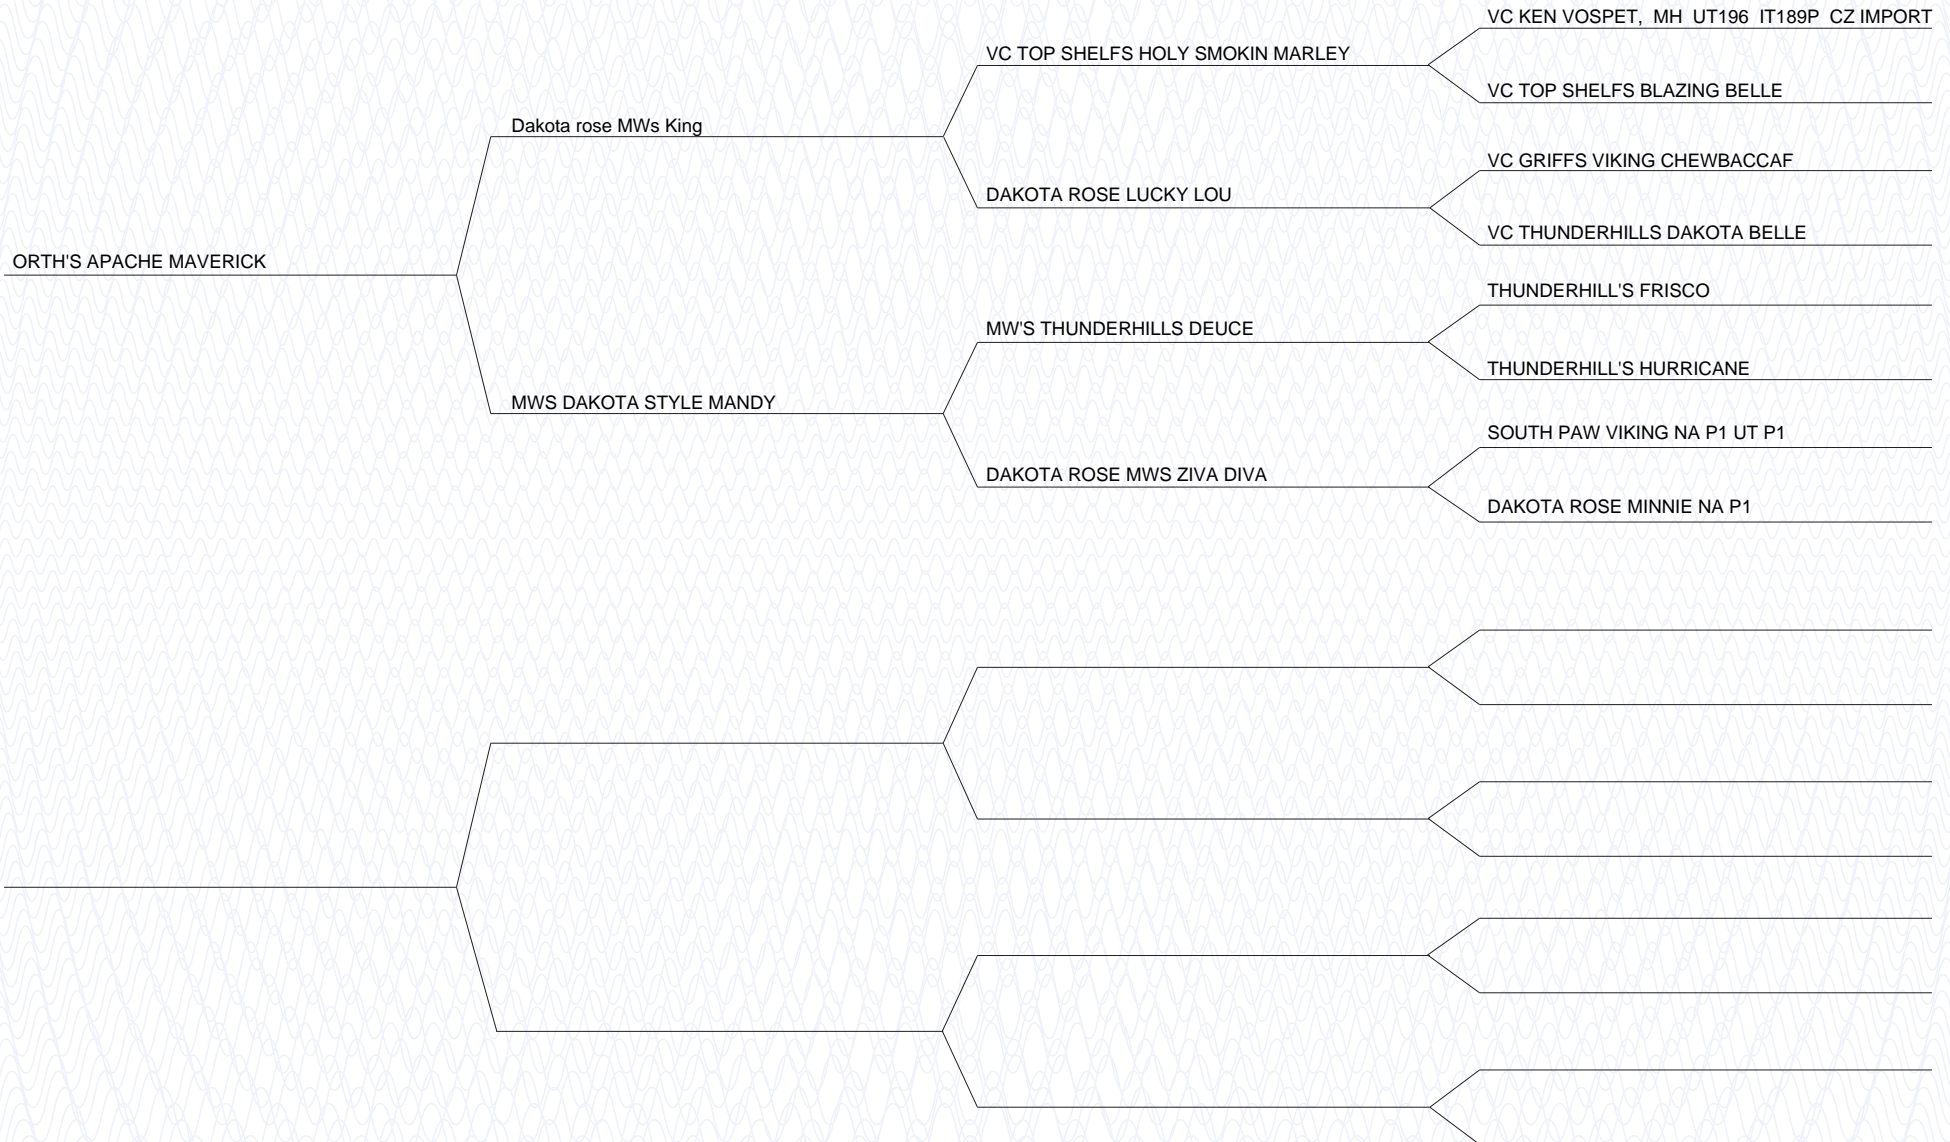 VC KEN VOSPET,  MH  UT196  IT189P  CZ IMPORT
VC TOP SHELFS HOLY SMOKIN MARLEY
VC TOP SHELFS BLAZING BELLE
Dakota rose MWs King
VC GRIFFS VIKING CHEWBACCAF
DAKOTA ROSE LUCKY LOU
VC THUNDERHILLS DAKOTA BELLE
ORTH'S APACHE MAVERICK
THUNDERHILL'S FRISCO
MW'S THUNDERHILLS DEUCE
THUNDERHILL'S HURRICANE
MWS DAKOTA STYLE MANDY
SOUTH PAW VIKING NA P1 UT P1
DAKOTA ROSE MWS ZIVA DIVA
DAKOTA ROSE MINNIE NA P1